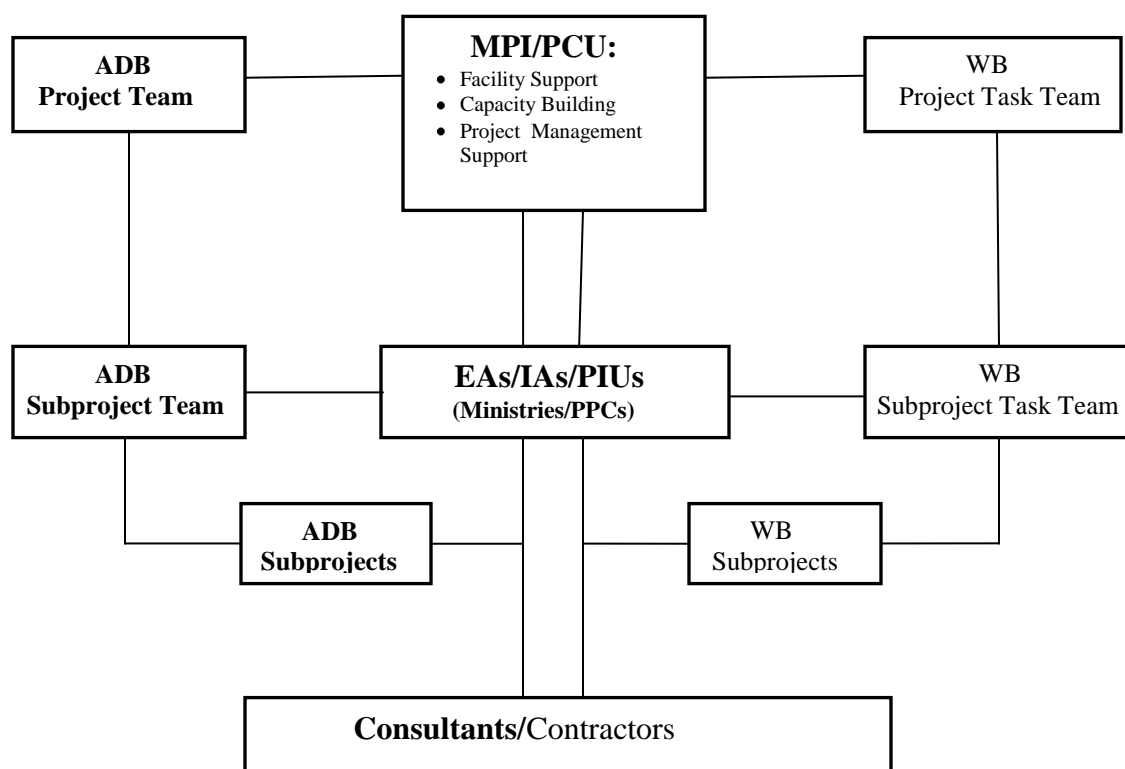 ADB
Project Team
MPI/PCU:
• Facility Support
• Capacity Building
• Project Management
Support
WB
Project Task Team
ADB
Subproject Team
EAs/IAs/PIUs
(Ministries/PPCs)
WB
Subproject Task Team
ADB
Subprojects
WB
Subprojects
Consultants/Contractors